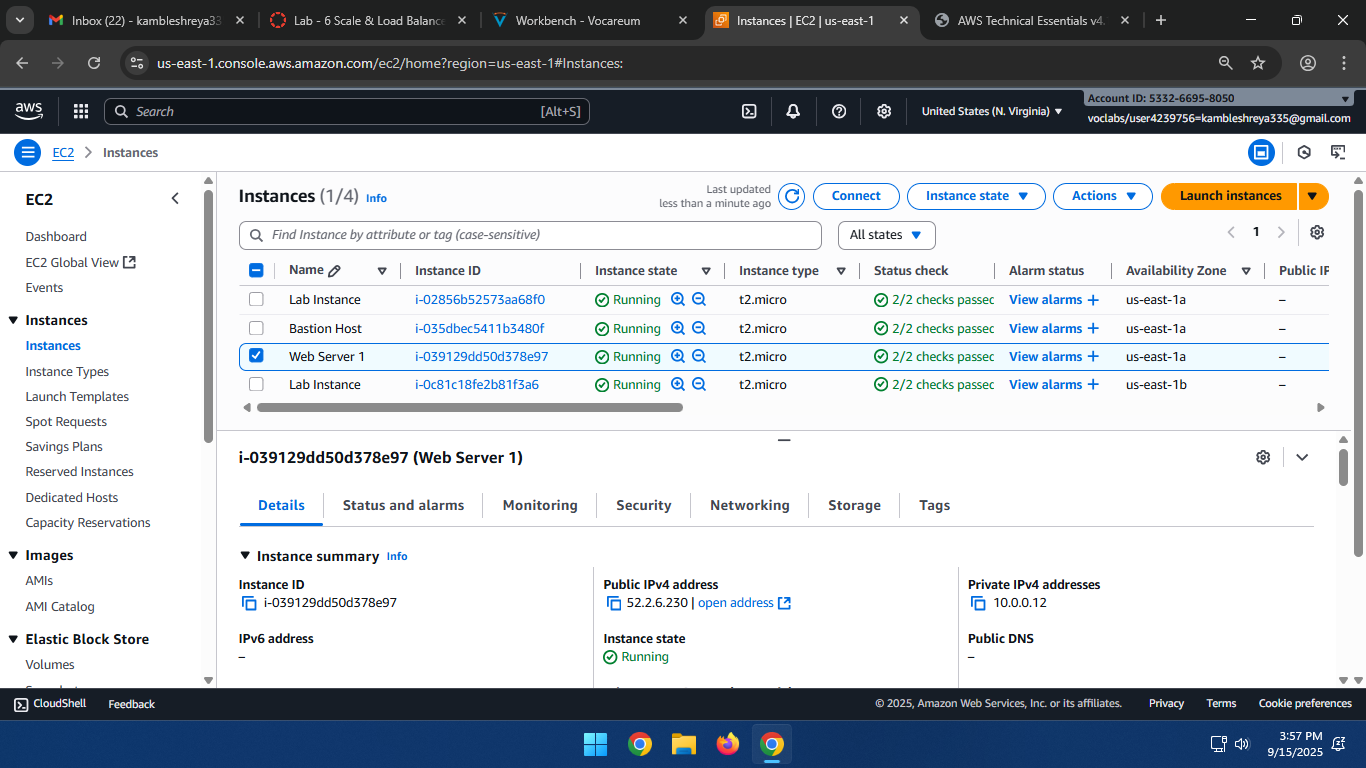 Inbox (22) - kambleshreya33
Lab - 6 Scale & Load Balance
Workbench - Vocareum
Instances | EC2 | us-east-1
AWS Technical Essentials v4.
us-east-1.console.aws.amazon.com/ec2/home?region=us-east-1#Instances:
aws
Search
[Alt+S]
United States (N. Virginia)
Account ID: 5332-6695-8050
voclabs/user4239756=kambleshreya335@gmail.com
EC2
Instances
EC2
Dashboard
EC2 Global View
Events
Instances
Instances
Instance Types
Launch Templates
Spot Requests
Savings Plans
Reserved Instances
Dedicated Hosts
Capacity Reservations
Images
AMIs
AMI Catalog
Elastic Block Store
Volumes
Instances (1/4) Info
Last updated
less than a minute ago
Connect
Instance state
Actions
Launch instances
Find Instance by attribute or tag (case-sensitive)
All states
1
Name Instance ID Instance state Instance type Status check Alarm status Availability Zone Public IP
Lab Instance i-02856b52573aa68f0 Running t2.micro 2/2 checks passec View alarms + us-east-1a –
Bastion Host i-035dbec5411b3480f Running t2.micro 2/2 checks passec View alarms + us-east-1a –
Web Server 1 i-039129dd50d378e97 Running t2.micro 2/2 checks passec View alarms + us-east-1a –
Lab Instance i-0c81c18fe2b81f3a6 Running t2.micro 2/2 checks passec View alarms + us-east-1b –
i-039129dd50d378e97 (Web Server 1)
Details Status and alarms Monitoring Security Networking Storage Tags
Instance summary Info
Instance ID
i-039129dd50d378e97
Public IPv4 address
52.2.6.230 | open address
Private IPv4 addresses
10.0.0.12
IPv6 address
–
Instance state
Running
Public DNS
–
CloudShell
Feedback
© 2025, Amazon Web Services, Inc. or its affiliates.
Privacy
Terms
Cookie preferences
3:57 PM
9/15/2025